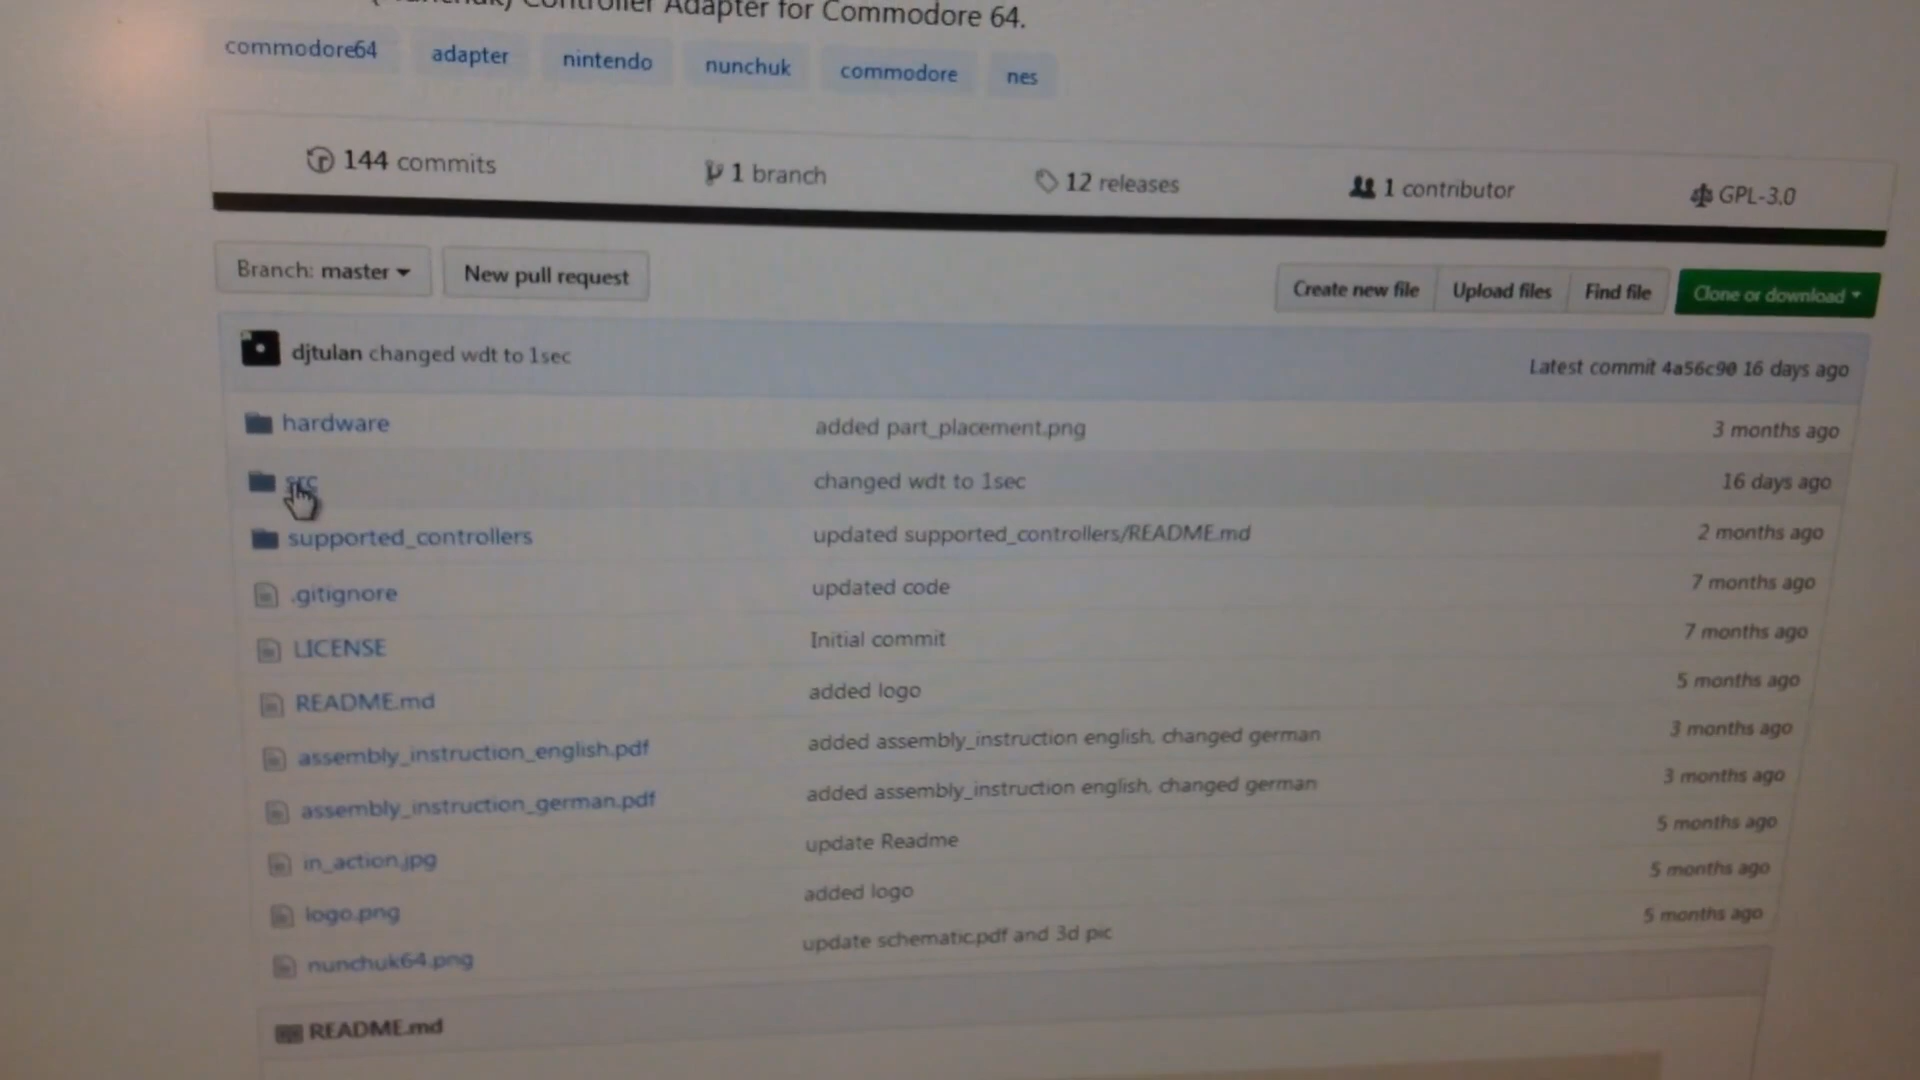 Controller Adapter for Commodore 64.
commodore64 adapter nintendo nunchuk commodore nes
144 commits 1 branch 12 releases 1 contributor GPL-3.0
Branch: master New pull request Create new file Upload files Find file Clone or download
djtulan changed wdt to 1sec Latest commit 4a56c90 16 days ago
hardware added part_placement.png 3 months ago
src changed wdt to 1sec 16 days ago
supported_controllers updated supported_controllers/README.md 2 months ago
.gitignore updated code 7 months ago
LICENSE Initial commit 7 months ago
README.md added logo 5 months ago
assembly_instruction_english.pdf added assembly_instruction english, changed german 3 months ago
assembly_instruction_german.pdf added assembly_instruction english, changed german 3 months ago
in_action.jpg update Readme 5 months ago
logo.png added logo 5 months ago
nunchuk64.png update schematic.pdf and 3d pic 5 months ago
README.md